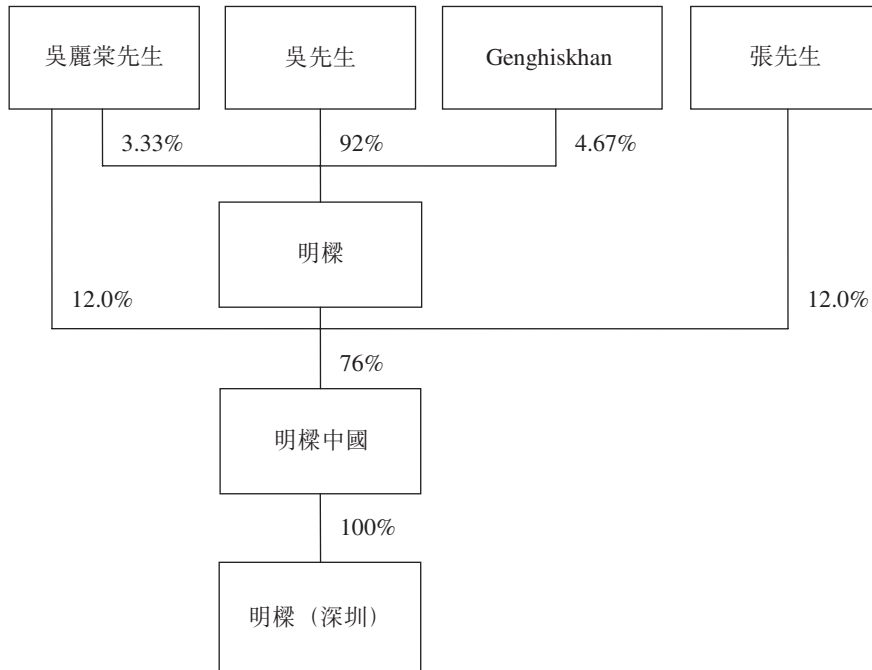 吳麗棠先生
吳先生
Genghiskhan
張先生
3.33%
92%
4.67%
明樑
12.0%
12.0%
76%
明樑中國
100%
明樑（深圳）